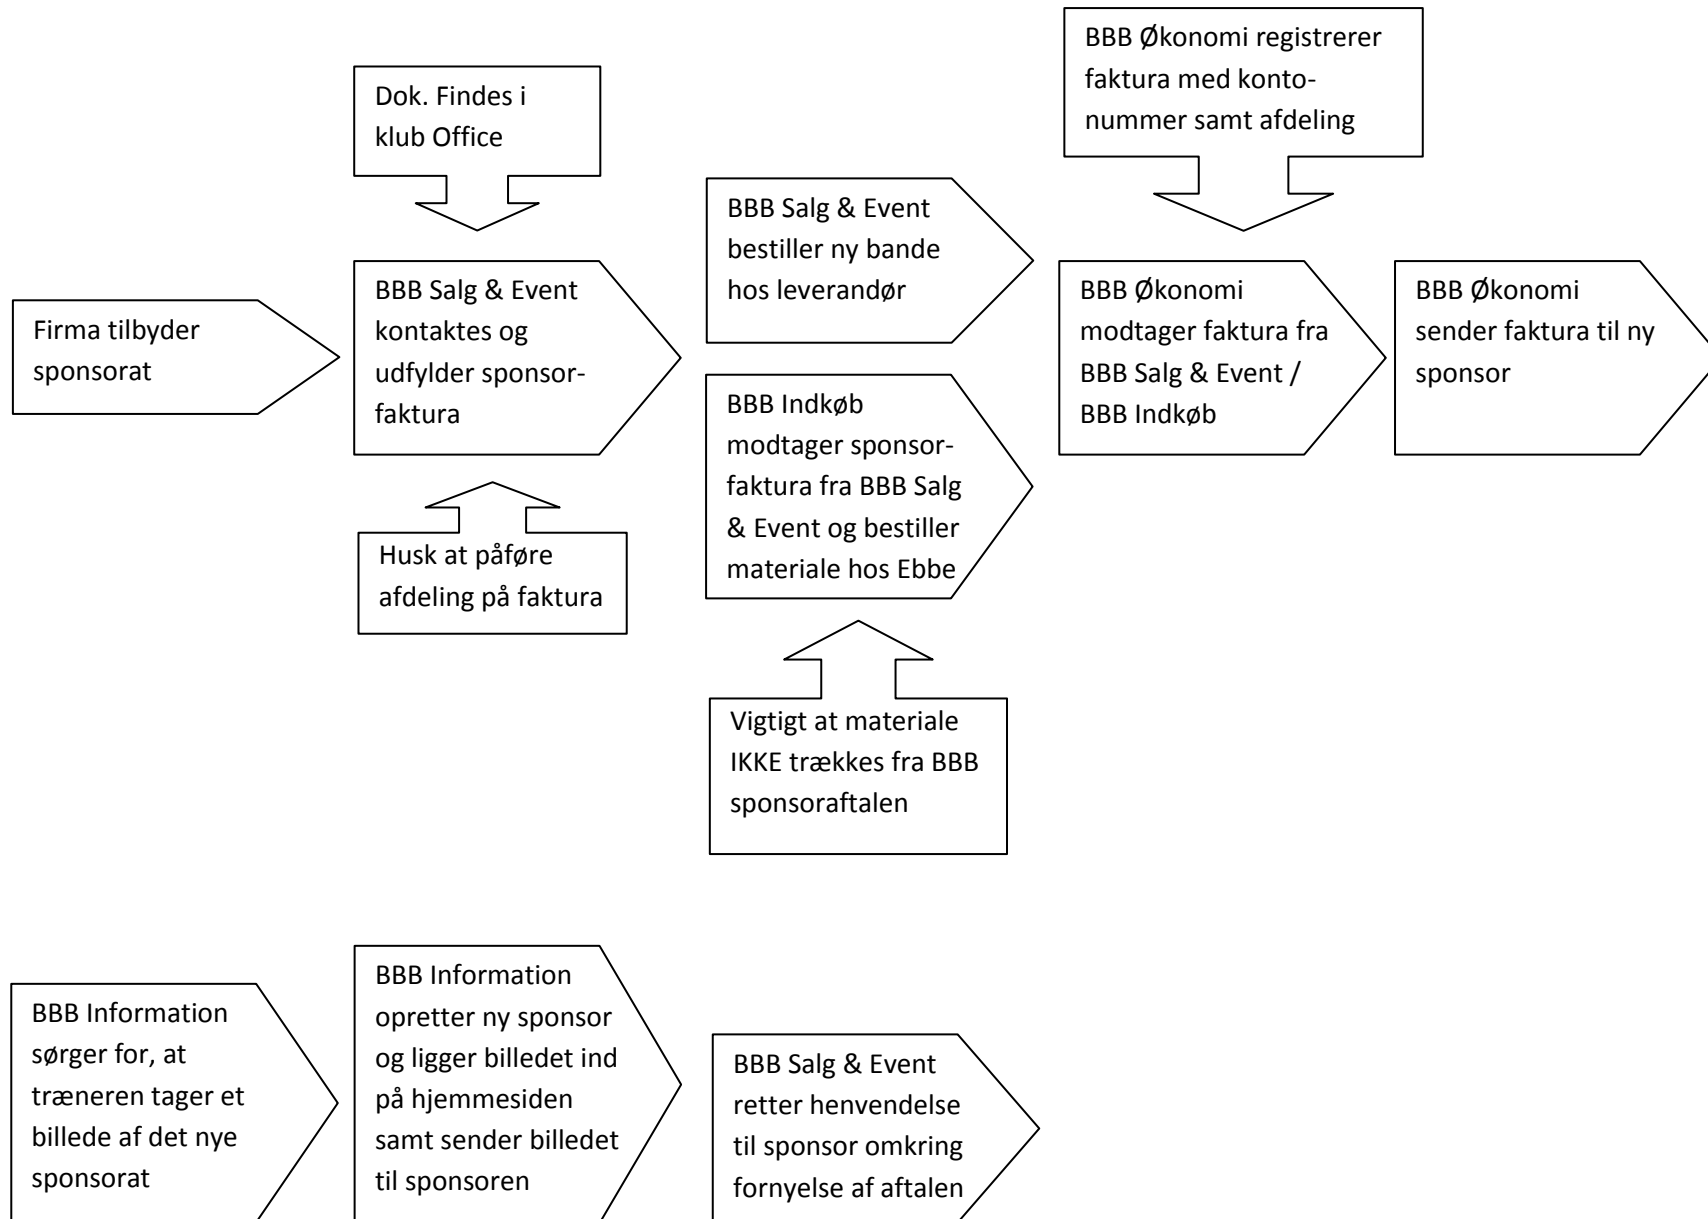 BBB Økonomi registrerer
faktura med konto-
nummer samt afdeling
Dok. Findes i
klub Office
Firma tilbyder
sponsorat
BBB Salg & Event
kontaktes og
udfylder sponsor-
faktura
Husk at påføre
afdeling på faktura
BBB Salg & Event
bestiller ny bande
hos leverandør
BBB Indkøb
modtager sponsor-
faktura fra BBB Salg
& Event og bestiller
materiale hos Ebbe
Vigtigt at materiale
IKKE trækkes fra BBB
sponsoraftalen
BBB Økonomi
modtager faktura fra
BBB Salg & Event /
BBB Indkøb
BBB Økonomi
sender faktura til ny
sponsor
BBB Information
sørger for, at
træneren tager et
billede af det nye
sponsorat
BBB Information
opretter ny sponsor
og ligger billedet ind
på hjemmesiden
samt sender billedet
til sponsoren
BBB Salg & Event
retter henvendelse
til sponsor omkring
fornyelse af aftalen